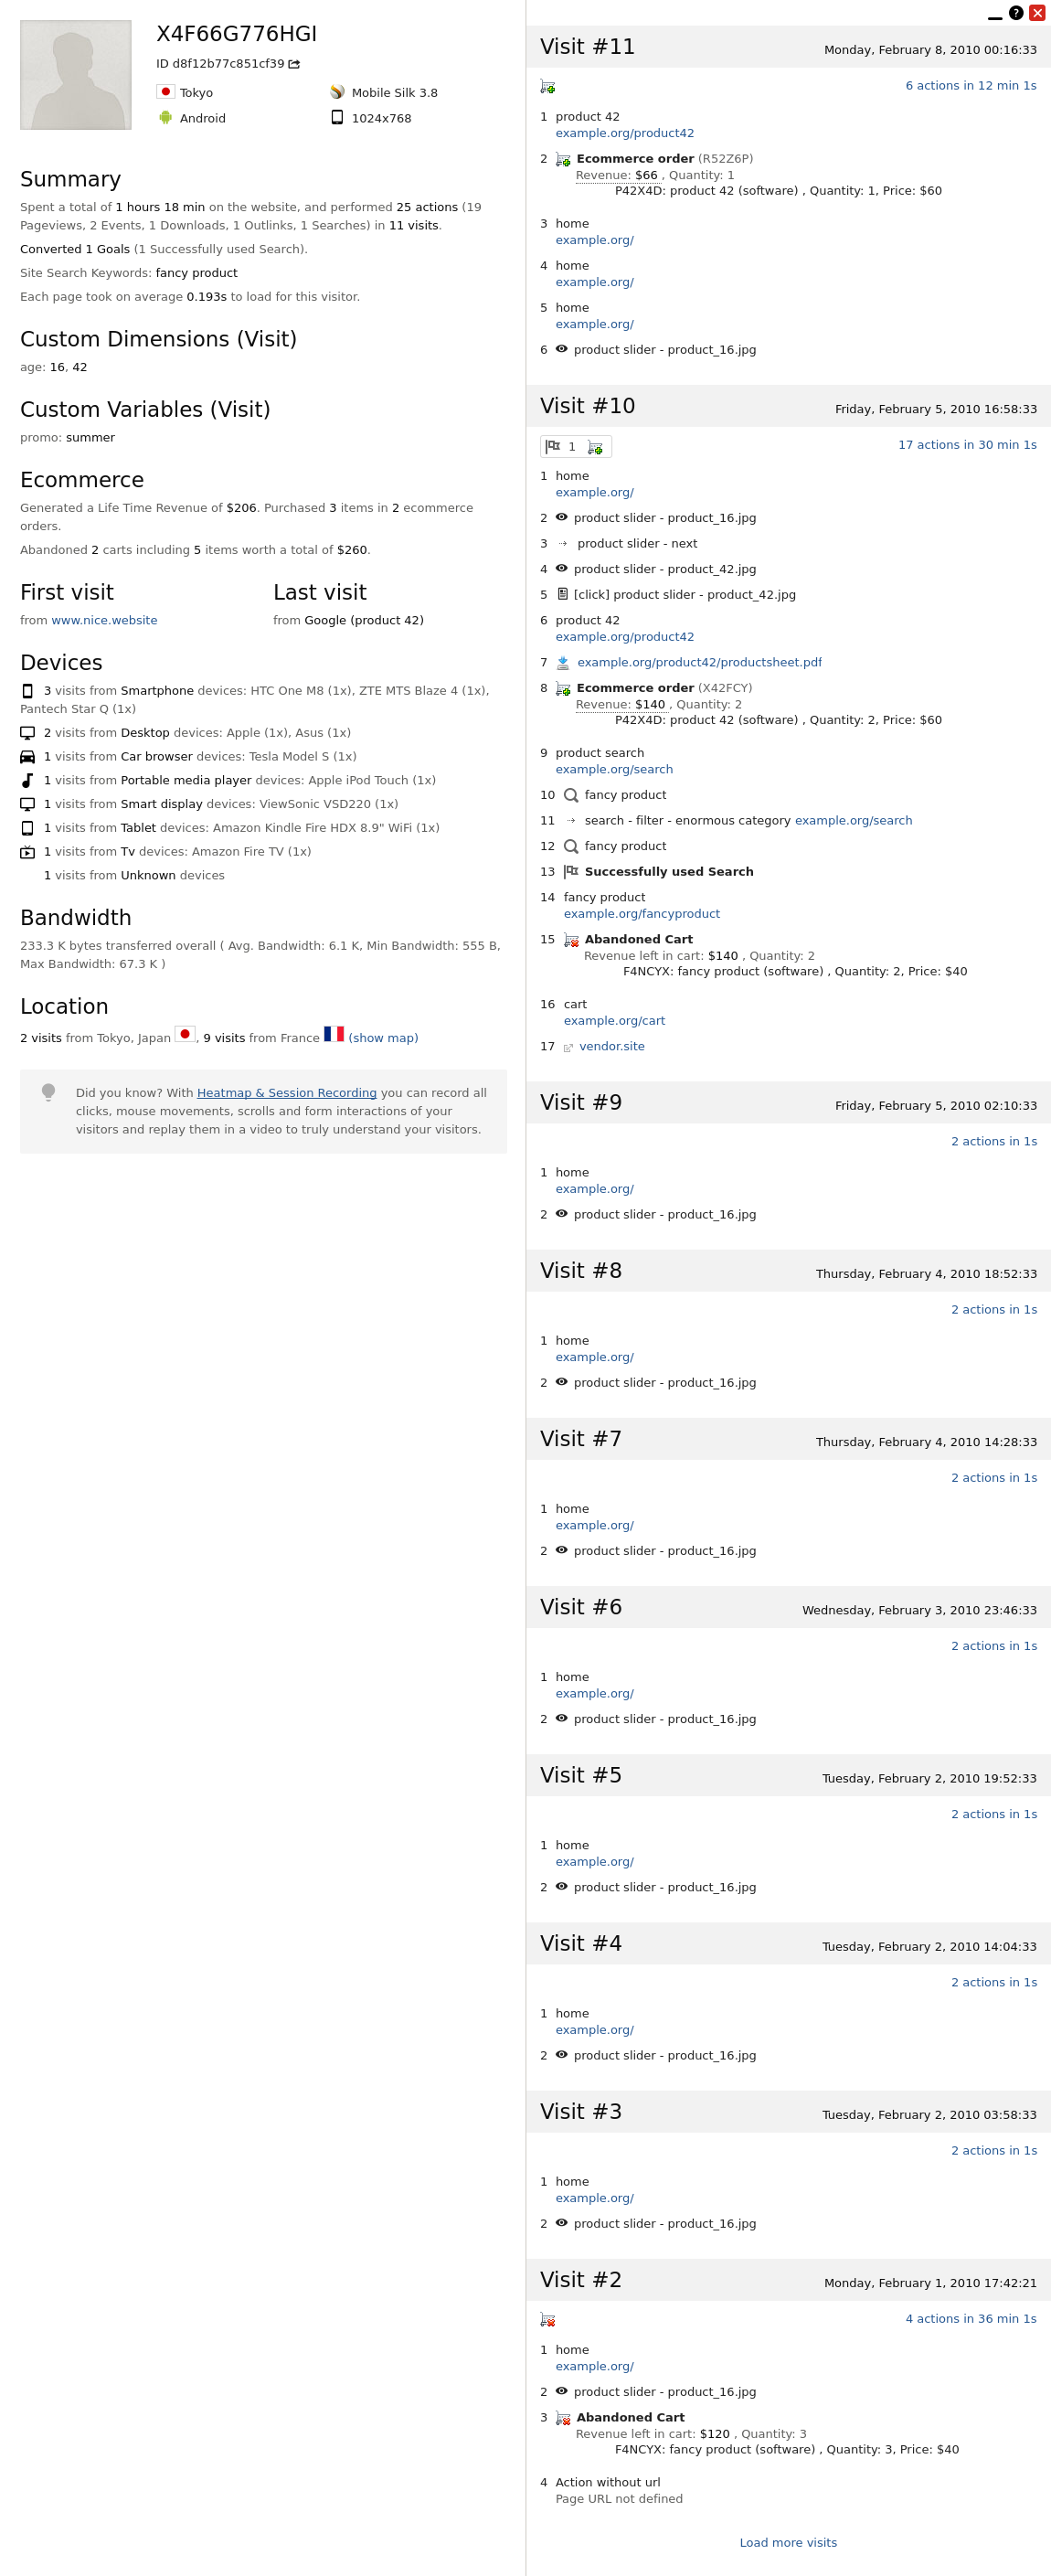 X4F66G776HGI
ID d8f12b77c851cf39
Tokyo
Mobile Silk 3.8
Android
1024x768
Summary
Spent a total of 1 hours 18 min on the website, and performed 25 actions (19
Pageviews, 2 Events, 1 Downloads, 1 Outlinks, 1 Searches) in 11 visits.
Converted 1 Goals (1 Successfully used Search).
Site Search Keywords: fancy product
Each page took on average 0.193s to load for this visitor.
Custom Dimensions (Visit)
age: 16, 42
Custom Variables (Visit)
promo: summer
Ecommerce
Generated a Life Time Revenue of $206. Purchased 3 items in 2 ecommerce
orders.
Abandoned 2 carts including 5 items worth a total of $260.
First visit
from www.nice.website
Last visit
from Google (product 42)
Devices
3 visits from Smartphone devices: HTC One M8 (1x), ZTE MTS Blaze 4 (1x),
Pantech Star Q (1x)
2 visits from Desktop devices: Apple (1x), Asus (1x)
1 visits from Car browser devices: Tesla Model S (1x)
1 visits from Portable media player devices: Apple iPod Touch (1x)
1 visits from Smart display devices: ViewSonic VSD220 (1x)
1 visits from Tablet devices: Amazon Kindle Fire HDX 8.9" WiFi (1x)
1 visits from Tv devices: Amazon Fire TV (1x)
1 visits from Unknown devices
Bandwidth
233.3 K bytes transferred overall ( Avg. Bandwidth: 6.1 K, Min Bandwidth: 555 B,
Max Bandwidth: 67.3 K )
Location
2 visits from Tokyo, Japan , 9 visits from France (show map)
Did you know? With Heatmap & Session Recording you can record all
clicks, mouse movements, scrolls and form interactions of your
visitors and replay them in a video to truly understand your visitors.
?
Visit #11 Monday, February 8, 2010 00:16:33
6 actions in 12 min 1s
1 product 42
example.org/product42
2 Ecommerce order (R52Z6P)
Revenue: $66 , Quantity: 1
P42X4D: product 42 (software) , Quantity: 1, Price: $60
3 home
example.org/
4 home
example.org/
5 home
example.org/
6 product slider - product_16.jpg
Visit #10 Friday, February 5, 2010 16:58:33
1 17 actions in 30 min 1s
1 home
example.org/
2 product slider - product_16.jpg
3 product slider - next
4 product slider - product_42.jpg
5 [click] product slider - product_42.jpg
6 product 42
example.org/product42
7 example.org/product42/productsheet.pdf
8 Ecommerce order (X42FCY)
Revenue: $140 , Quantity: 2
P42X4D: product 42 (software) , Quantity: 2, Price: $60
9 product search
example.org/search
10 fancy product
11 search - filter - enormous category example.org/search
12 fancy product
13 Successfully used Search
14 fancy product
example.org/fancyproduct
15 Abandoned Cart
Revenue left in cart: $140 , Quantity: 2
F4NCYX: fancy product (software) , Quantity: 2, Price: $40
16 cart
example.org/cart
17 vendor.site
Visit #9 Friday, February 5, 2010 02:10:33
2 actions in 1s
1 home
example.org/
2 product slider - product_16.jpg
Visit #8 Thursday, February 4, 2010 18:52:33
2 actions in 1s
1 home
example.org/
2 product slider - product_16.jpg
Visit #7 Thursday, February 4, 2010 14:28:33
2 actions in 1s
1 home
example.org/
2 product slider - product_16.jpg
Visit #6 Wednesday, February 3, 2010 23:46:33
2 actions in 1s
1 home
example.org/
2 product slider - product_16.jpg
Visit #5 Tuesday, February 2, 2010 19:52:33
2 actions in 1s
1 home
example.org/
2 product slider - product_16.jpg
Visit #4 Tuesday, February 2, 2010 14:04:33
2 actions in 1s
1 home
example.org/
2 product slider - product_16.jpg
Visit #3 Tuesday, February 2, 2010 03:58:33
2 actions in 1s
1 home
example.org/
2 product slider - product_16.jpg
Visit #2 Monday, February 1, 2010 17:42:21
4 actions in 36 min 1s
1 home
example.org/
2 product slider - product_16.jpg
3 Abandoned Cart
Revenue left in cart: $120 , Quantity: 3
F4NCYX: fancy product (software) , Quantity: 3, Price: $40
4 Action without url
Page URL not defined
Load more visits